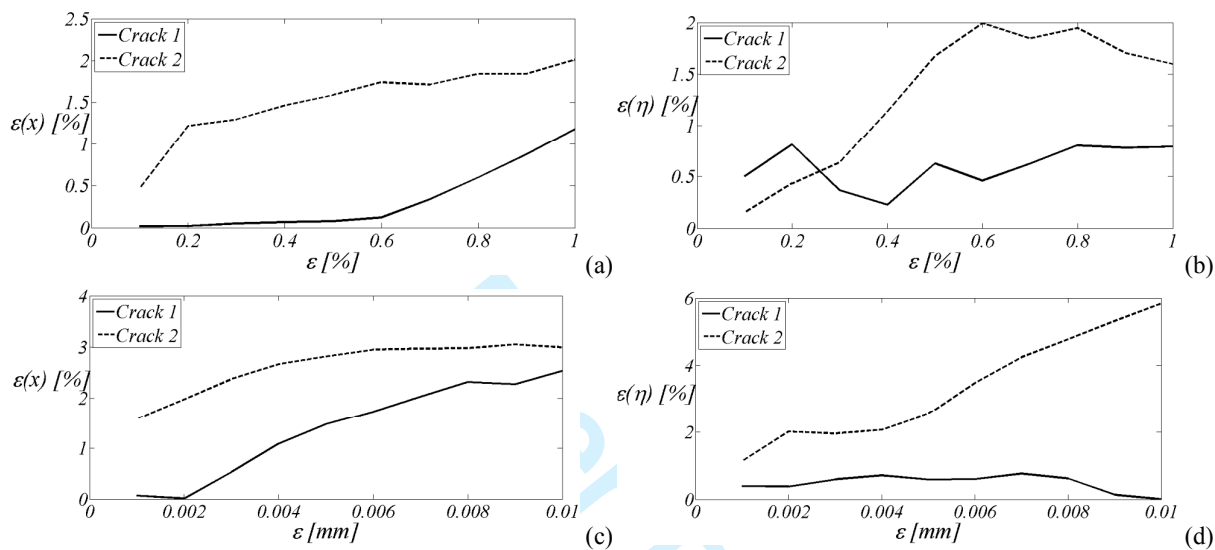 2.5
2
1.5
ε(x) [%]
1
0.5
0
Crack 1
Crack 2
0 0.2 0.4 0.6 0.8 1
ε [%]
(a)
2
1.5
ε(η) [%]
1
0.5
0
Crack 1
Crack 2
0 0.2 0.4 0.6 0.8 1
ε [%]
(b)
4
3
ε(x) [%]
2
1
0
Crack 1
Crack 2
0 0.002 0.004 0.006 0.008 0.01
ε [mm]
(c)
6
4
ε(η) [%]
2
0
Crack 1
Crack 2
0 0.002 0.004 0.006 0.008 0.01
ε [mm]
(d)